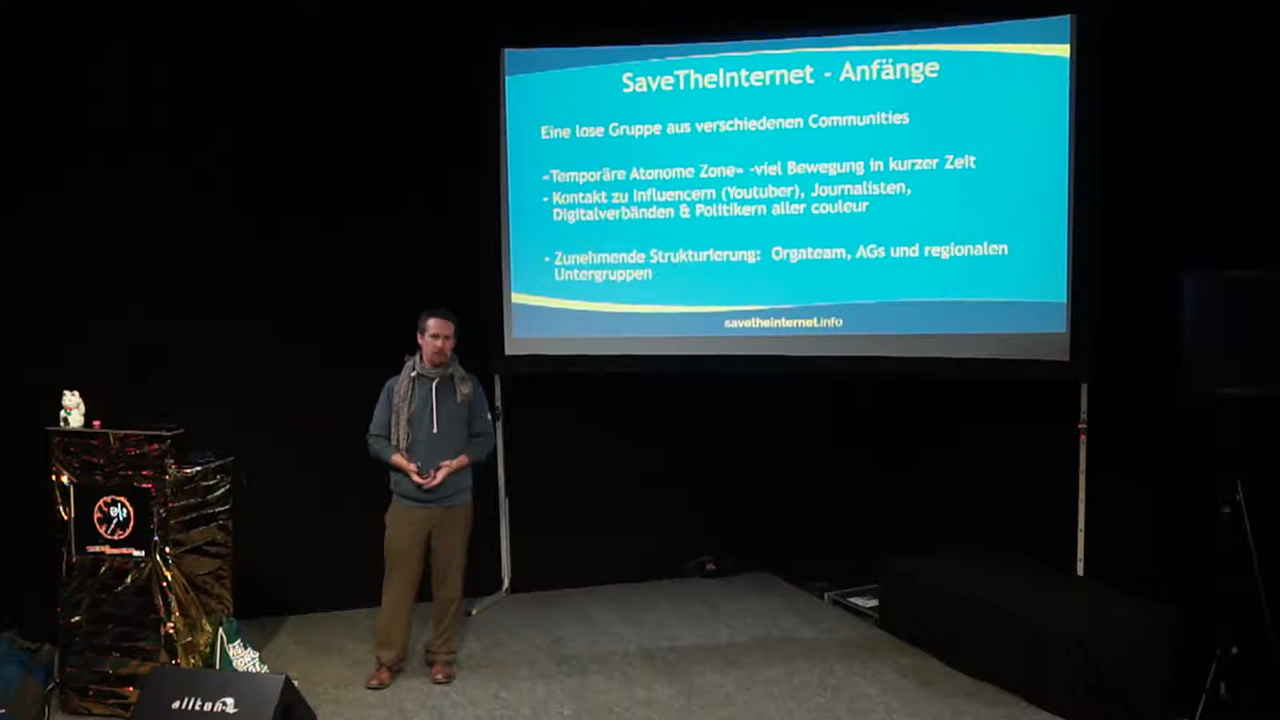 SaveTheInternet - Anfänge
Eine lose Gruppe aus verschiedenen Communities
-Temporäre Atonome Zone- -viel Bewegung in kurzer Zeit
- Kontakt zu Influencern (Youtuber), Journalisten,
Digitalverbänden & Politikern aller couleur
- Zunehmende Strukturierung: Orgateam, AGs und regionalen
Untergruppen
savetheinternet.info